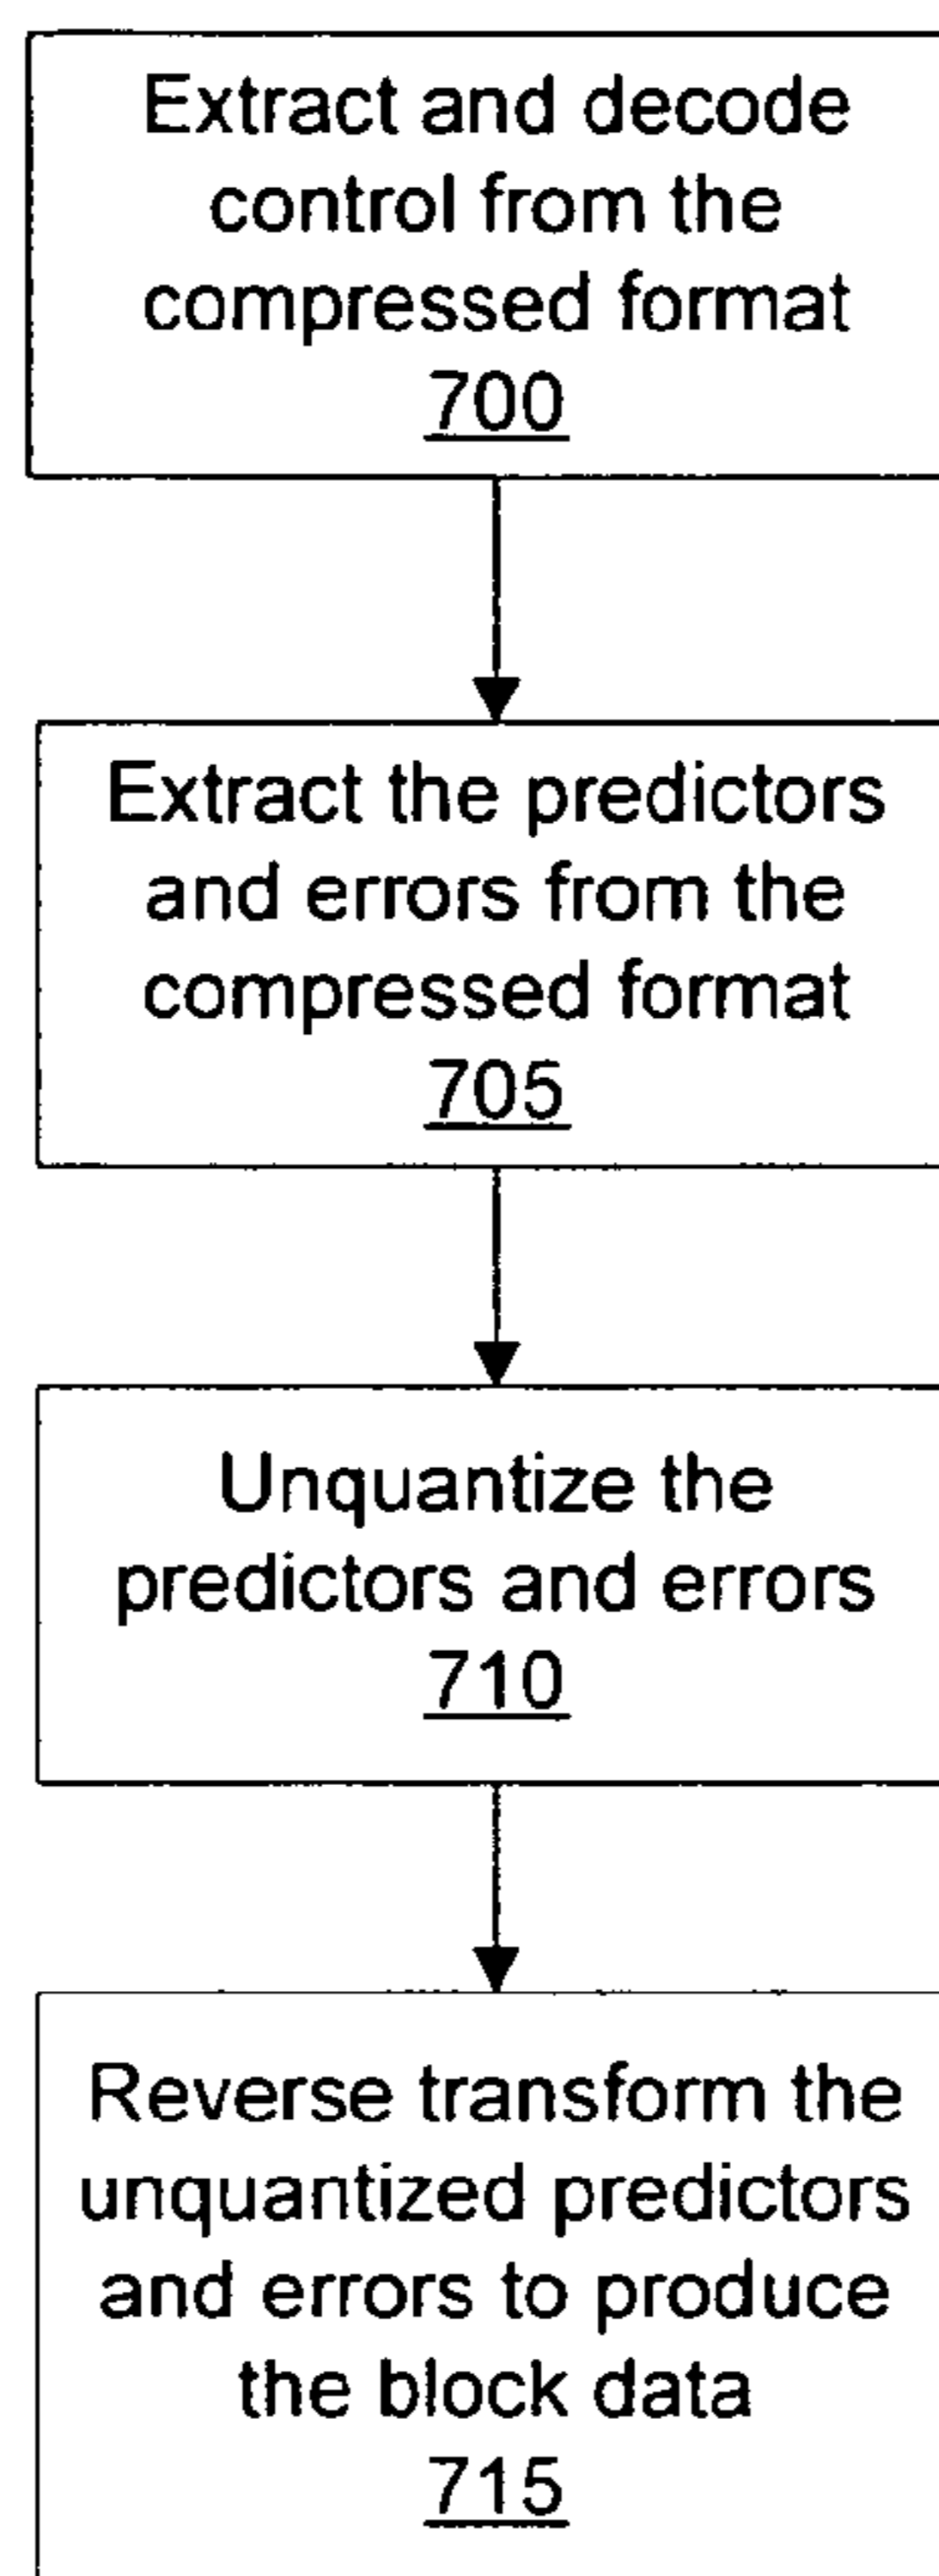 Extract and decode
control from the
compressed format
700
Extract the predictors
and errors from the
compressed format
705
Unquantize the
predictors and errors
710
Reverse transform the
unquantized predictors
and errors to produce
the block data
715